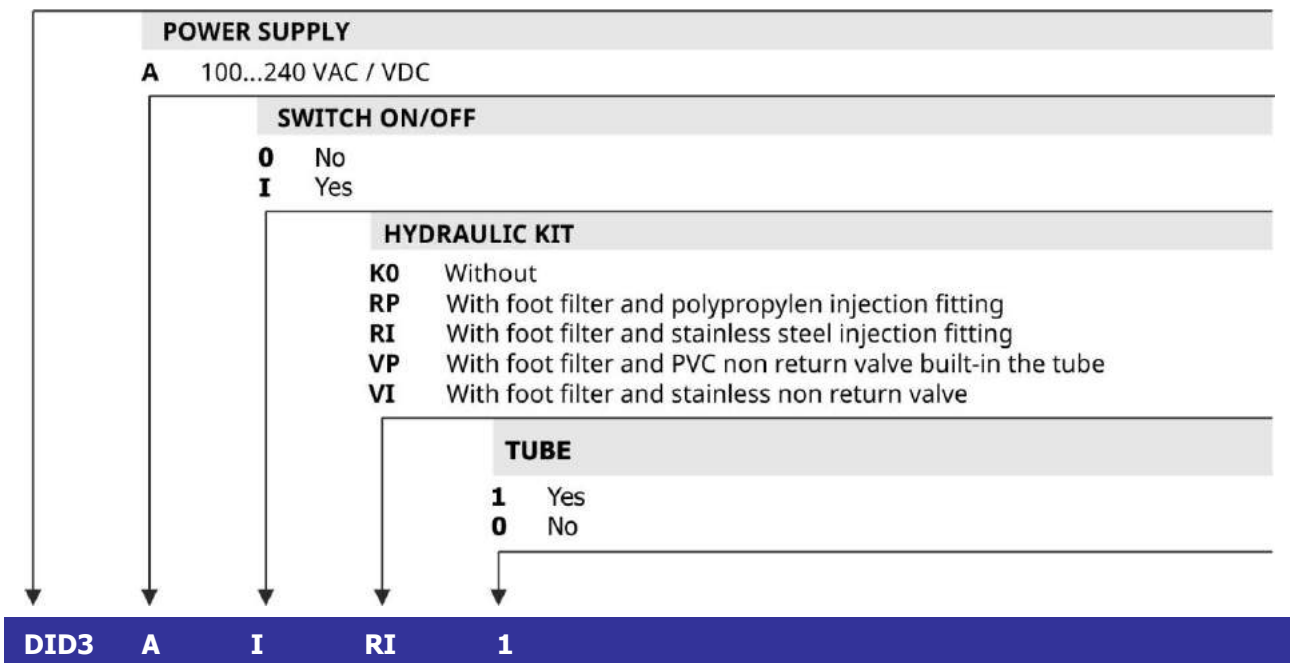 POWER SUPPLY
A 100...240 VAC / VDC
SWITCH ON/OFF
0 No
I Yes
HYDRAULIC KIT
K0 Without
RP With foot filter and polypropylen injection fitting
RI With foot filter and stainless steel injection fitting
VP With foot filter and PVC non return valve built-in the tube
VI With foot filter and stainless non return valve
TUBE
1 Yes
0 No
DID3 A I RI 1